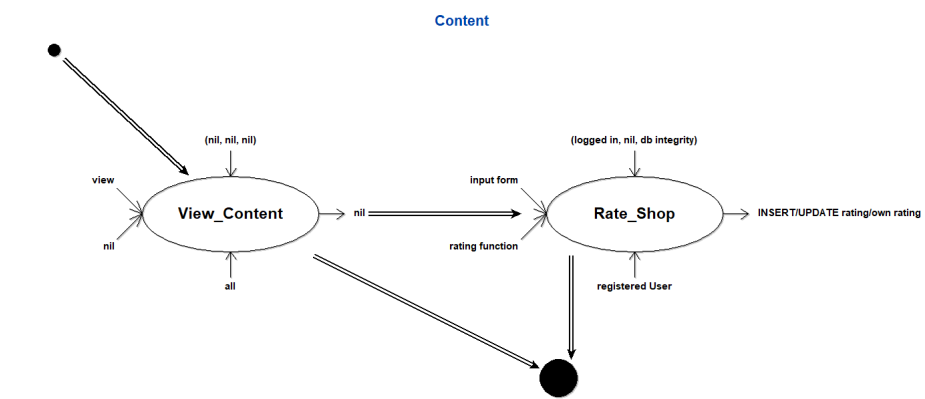 Content
(nil, nil, nil)
(logged in, nil, db integrity)
view
input form
View_Content
nil
Rate_Shop
INSERT/UPDATE rating/own rating
nil
rating function
all
registered User